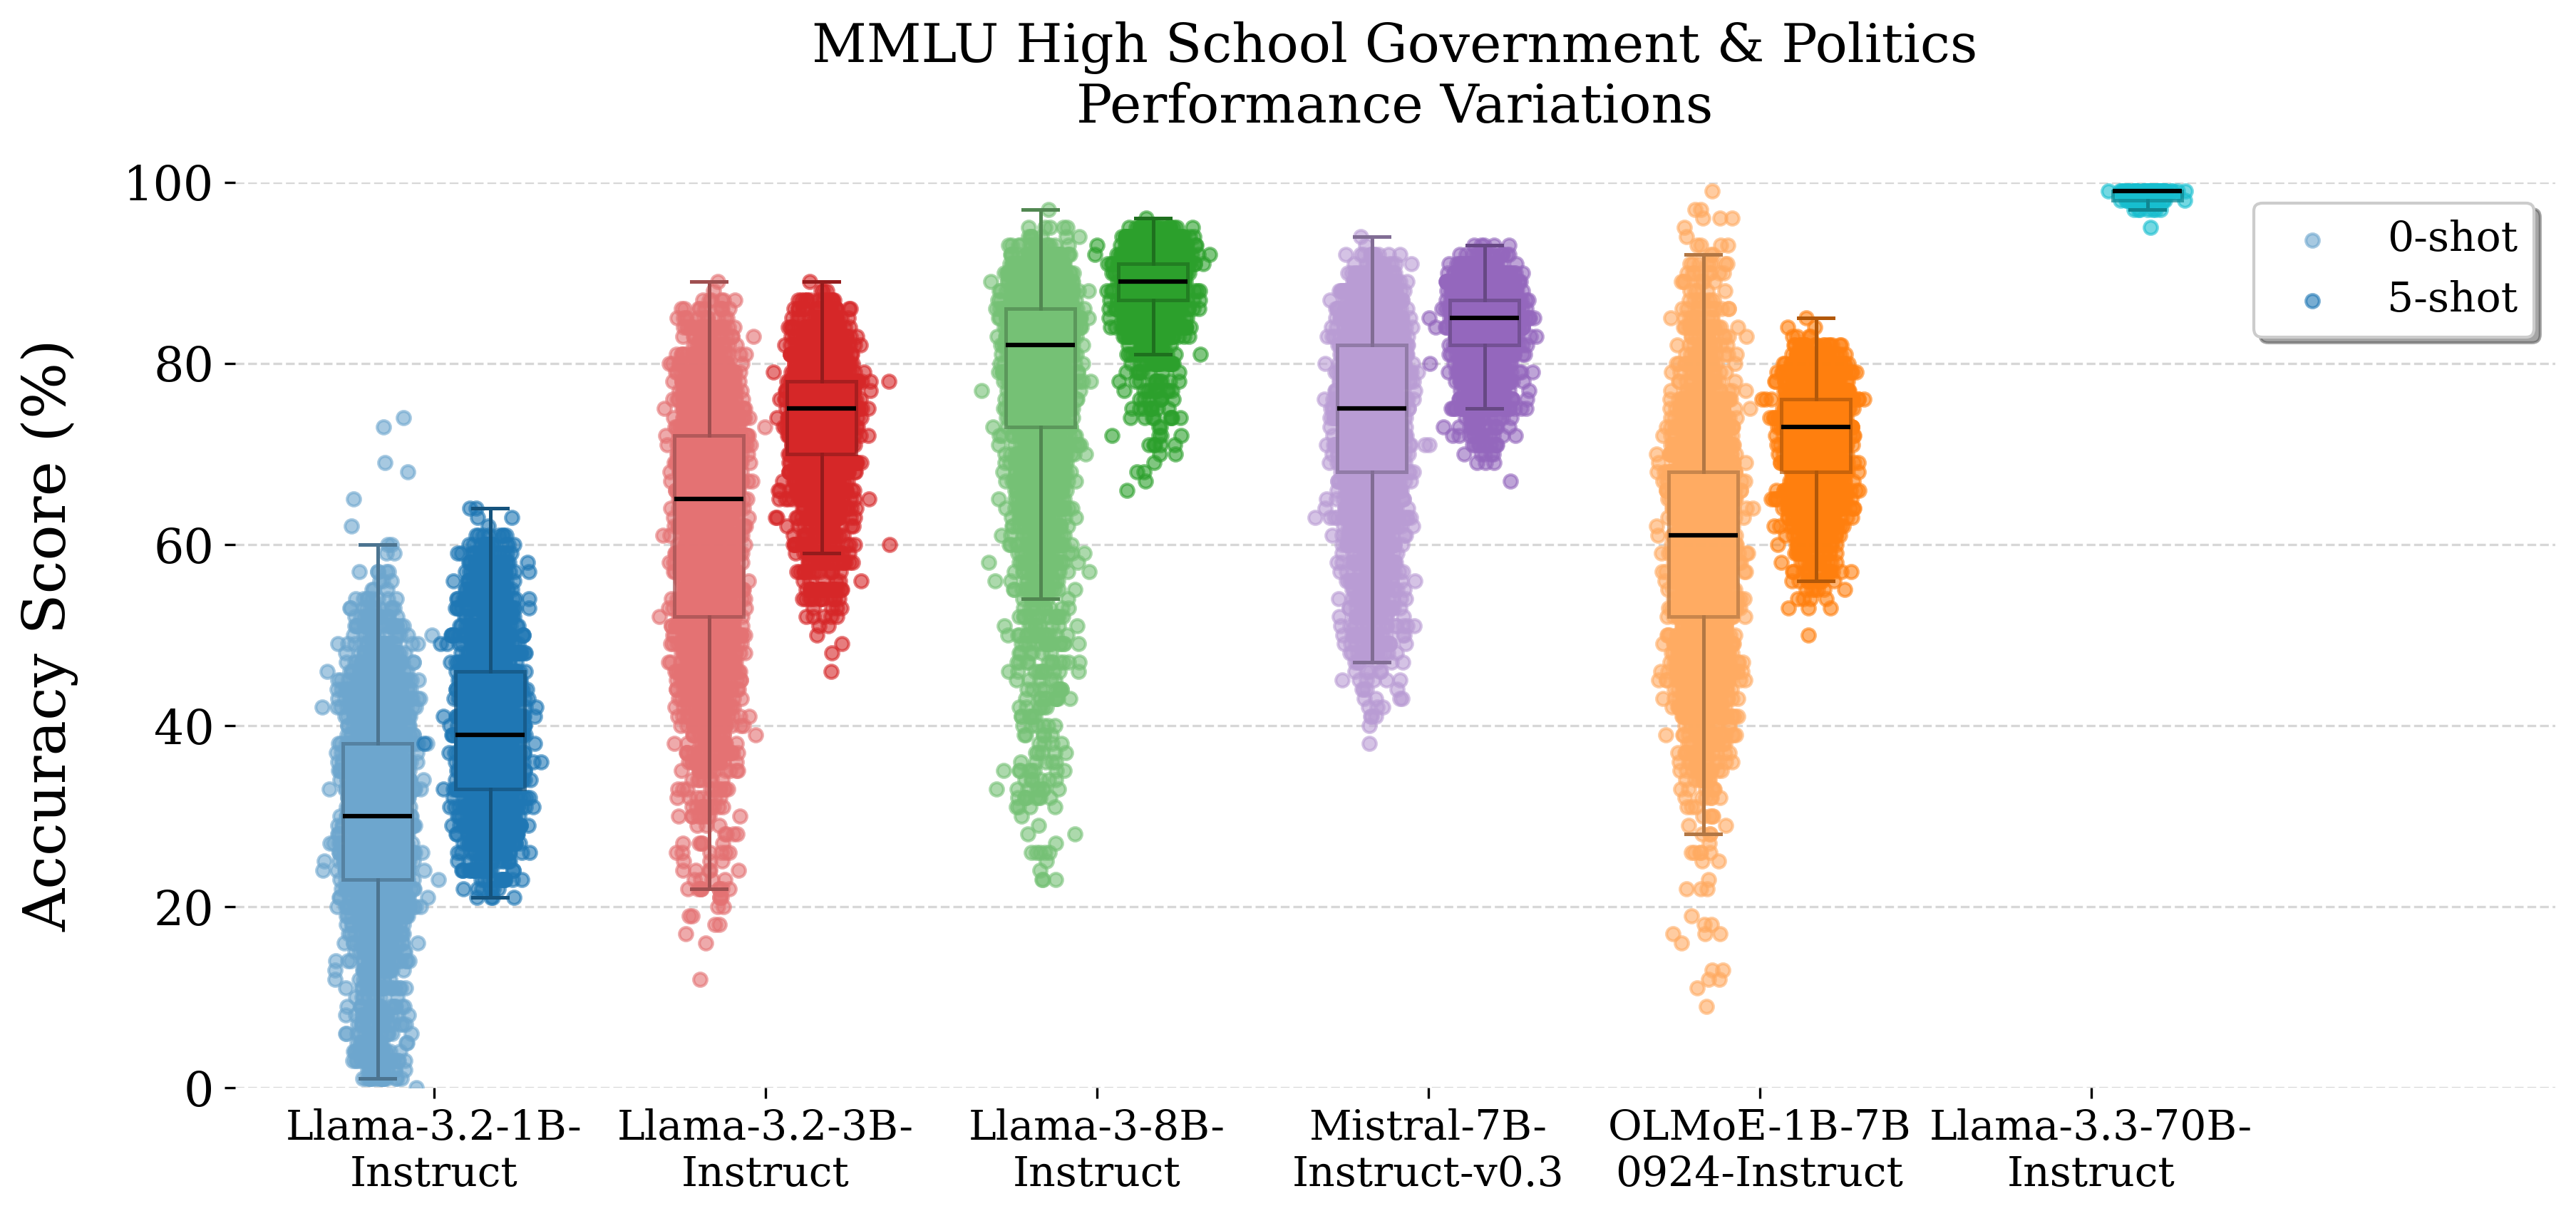 MMLU High School Government & Politics
Performance Variations
Accuracy Score (%)
100
80
60
40
20
0
0-shot
5-shot
Llama-3.2-1B-
Instruct
Llama-3.2-3B-
Instruct
Llama-3-8B-
Instruct
Mistral-7B-
Instruct-v0.3
OLMoE-1B-7B
0924-Instruct
Llama-3.3-70B-
Instruct